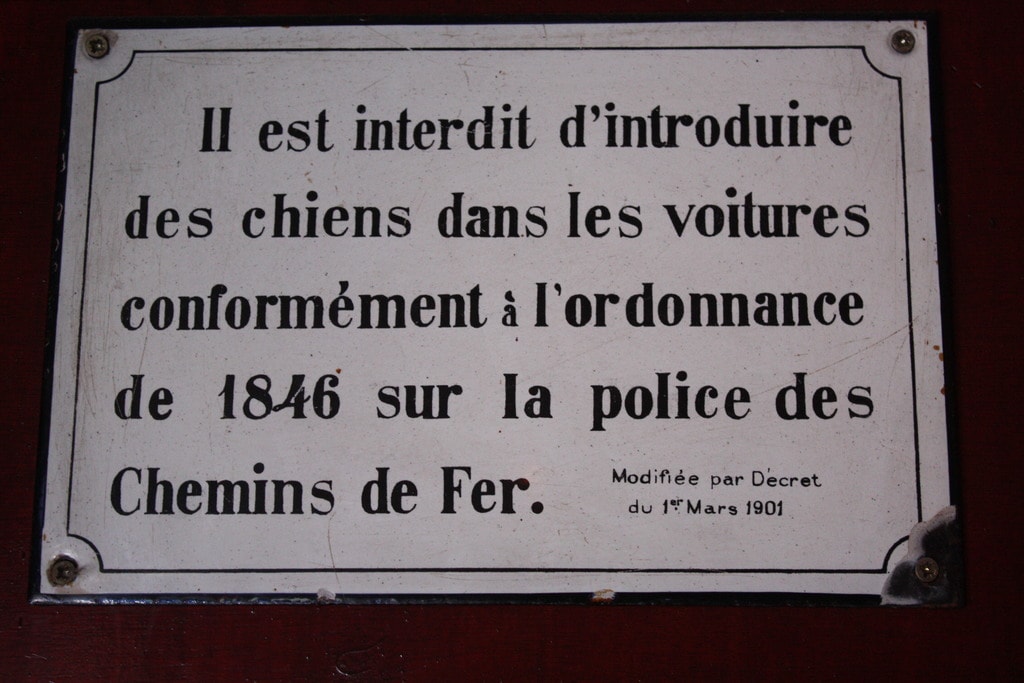 Il est interdit d'introduire
des chiens dans les voitures
conformément à l'ordonnance
de 1846 sur la police des
Chemins de Fer.
Modifiée par Décret
du 1er Mars 1901